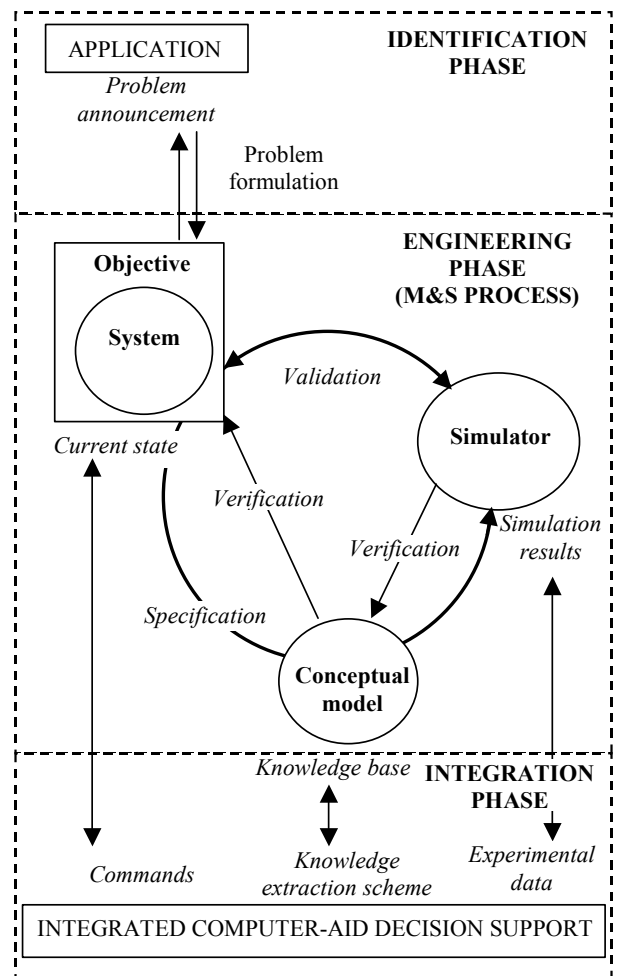 APPLICATION
IDENTIFICATION
PHASE
Problem
announcement
Problem
formulation
ENGINEERING
PHASE
(M&S PROCESS)
Objective
System
Validation
Simulator
Current state
Verification
Verification
Simulation
results
Specification
Conceptual
model
Knowledge base
INTEGRATION
PHASE
Commands
Knowledge
extraction scheme
Experimental
data
INTEGRATED COMPUTER-AID DECISION SUPPORT